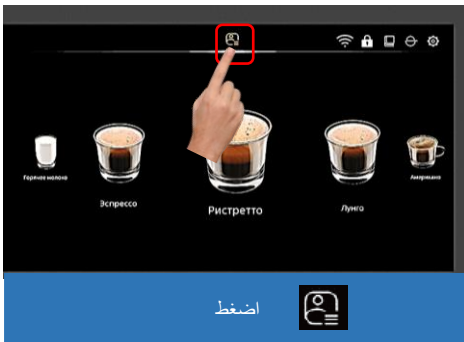 Горячее молоко
Эспрессо
Ристретто
Лунго
Американо
اضغط